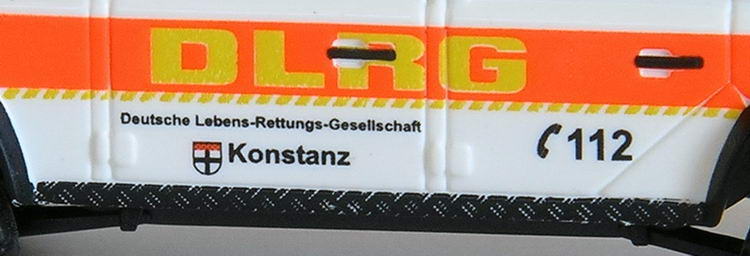 DLRG
Deutsche Lebens-Rettungs-Gesellschaft
Konstanz
112